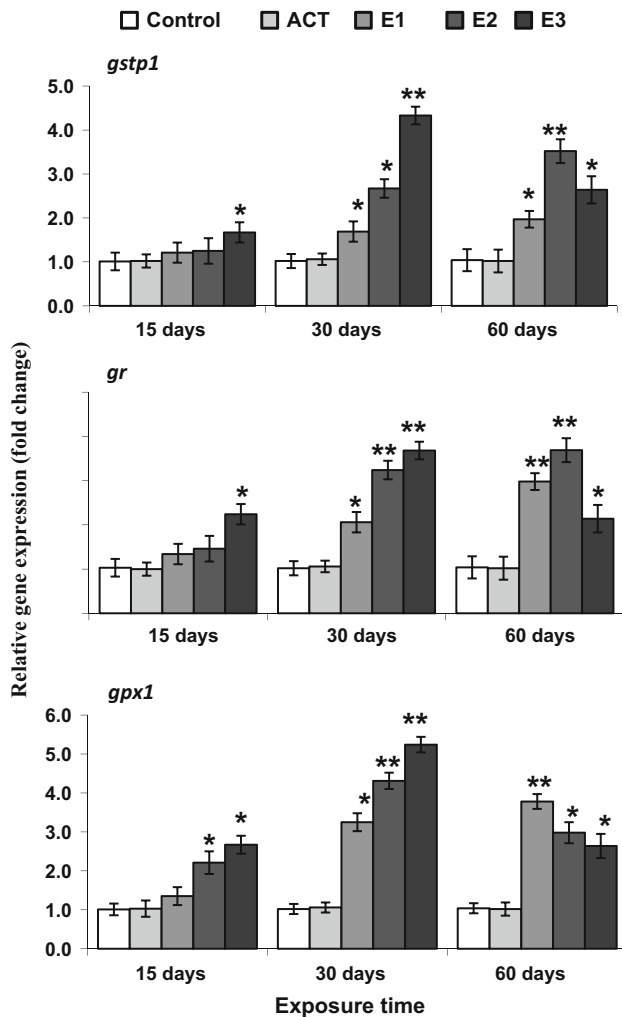 Control ACT E1 E2 E3
gstp1
5.0
4.0
3.0
2.0
1.0
0.0
* * * ** * ** *
15 days 30 days 60 days
gr
* * ** ** ** ** *
15 days 30 days 60 days
gpx1
6.0
5.0
4.0
3.0
2.0
1.0
0.0
* * * ** ** ** * *
15 days 30 days 60 days
Exposure time
Relative gene expression (fold change)